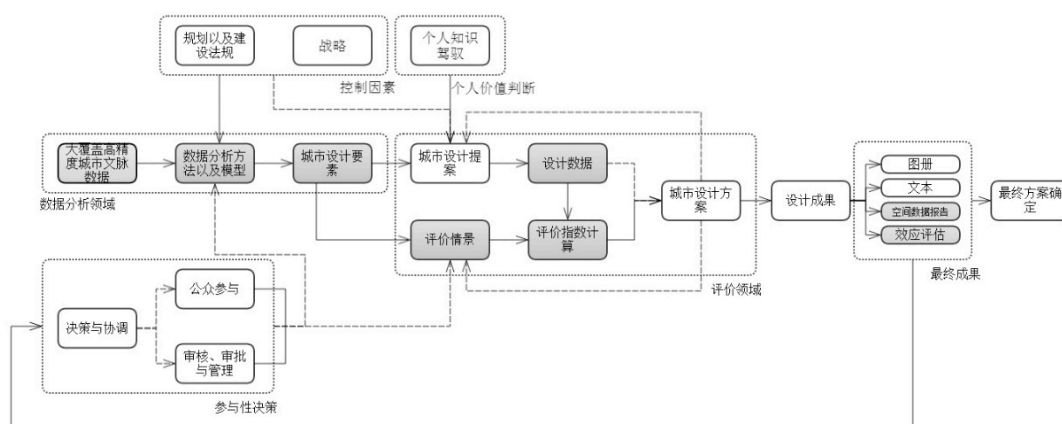 规划以及建
设法规
战略
个人知识
驾驭
控制因素
个人价值判断
大覆盖高精
度城市文脉
数据
数据分析方
法以及模型
城市设计要
素
数据分析领域
城市设计提
案
设计数据
评价情景
评价指数计
算
城市设计方
案
评价领域
设计成果
图册
文本
空间数据报告
效应评估
最终成果
最终方案确
定
决策与协调
公众参与
审核、审批
与管理
参与性决策